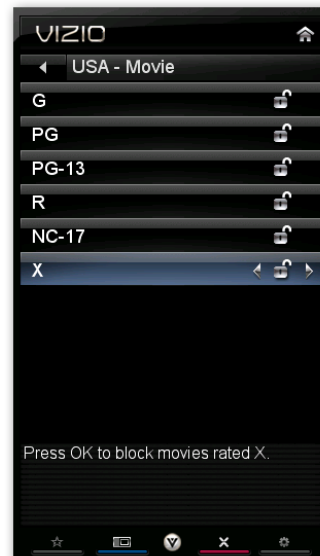 VIZIO
USA - Movie
G
PG
PG-13
R
NC-17
X
Press OK to block movies rated X.